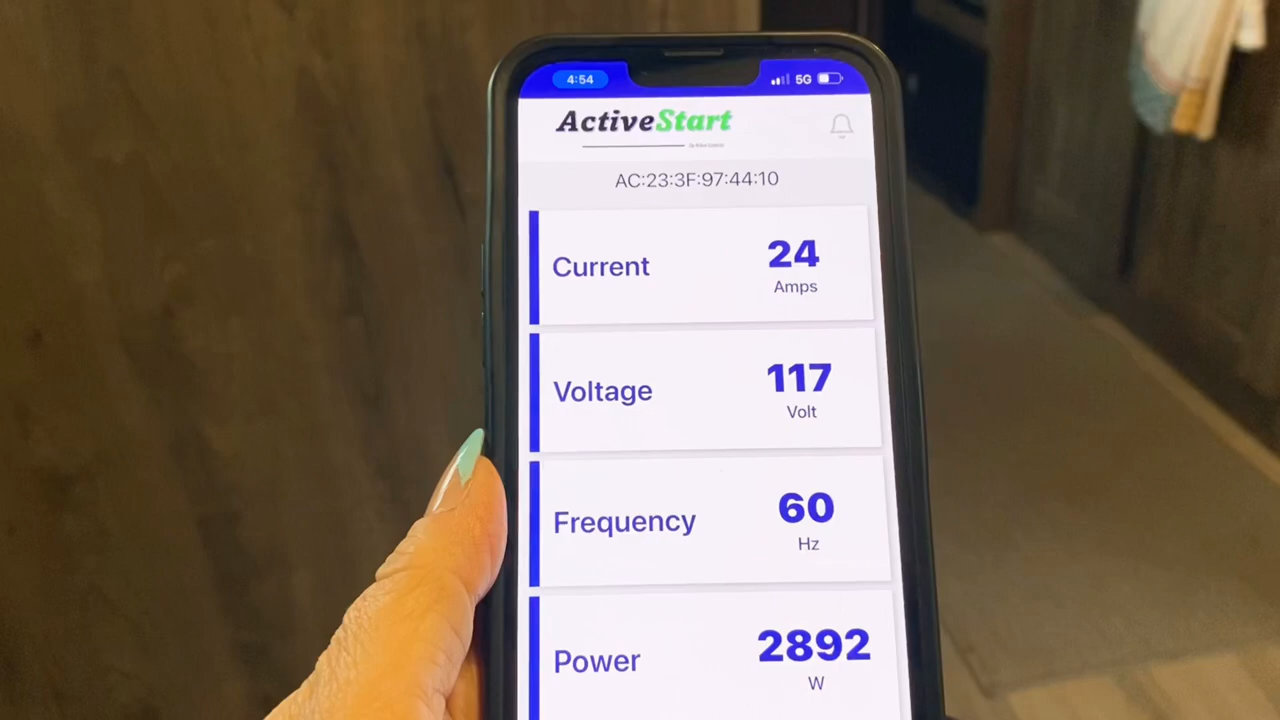 4:54 5G
ActiveStart
AC:23:3F:97:44:10
Current
24
Amps
Voltage
117
Volt
Frequency
60
Hz
Power
2892
W